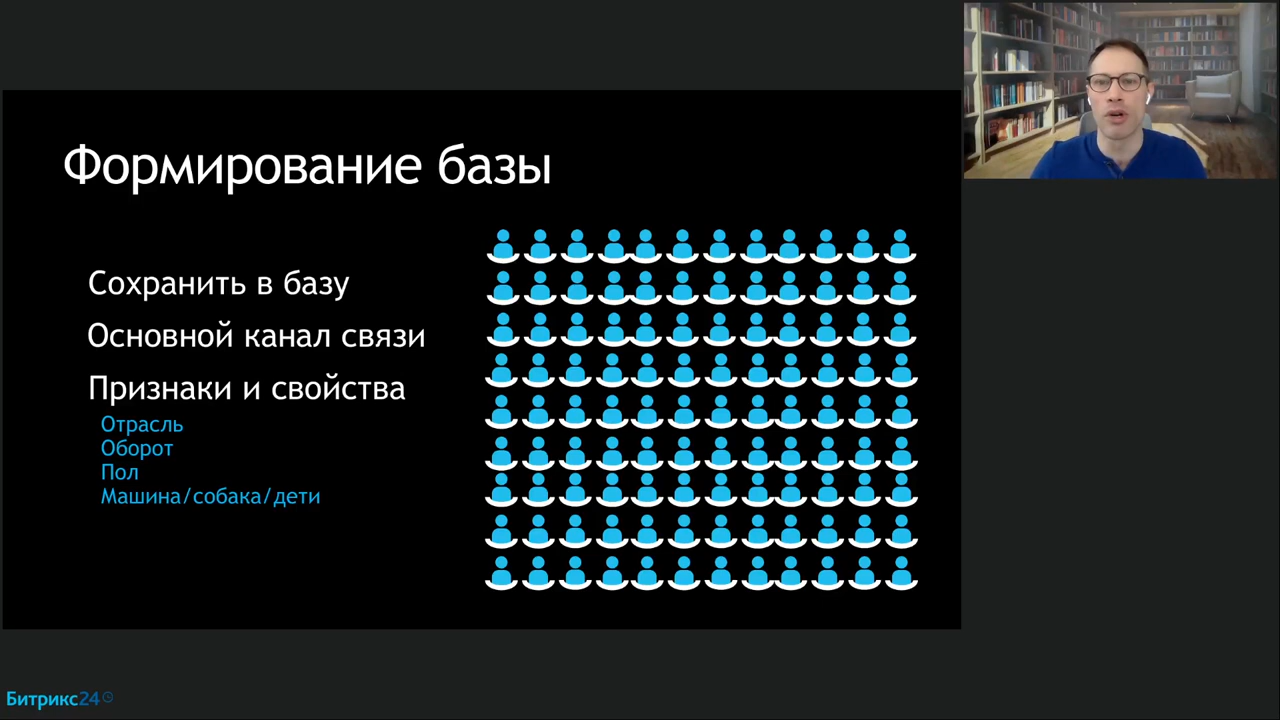 Формирование базы
Сохранить в базу
Основной канал связи
Признаки и свойства
Отрасль
Оборот
Пол
Машина/собака/дети
Битрикс24